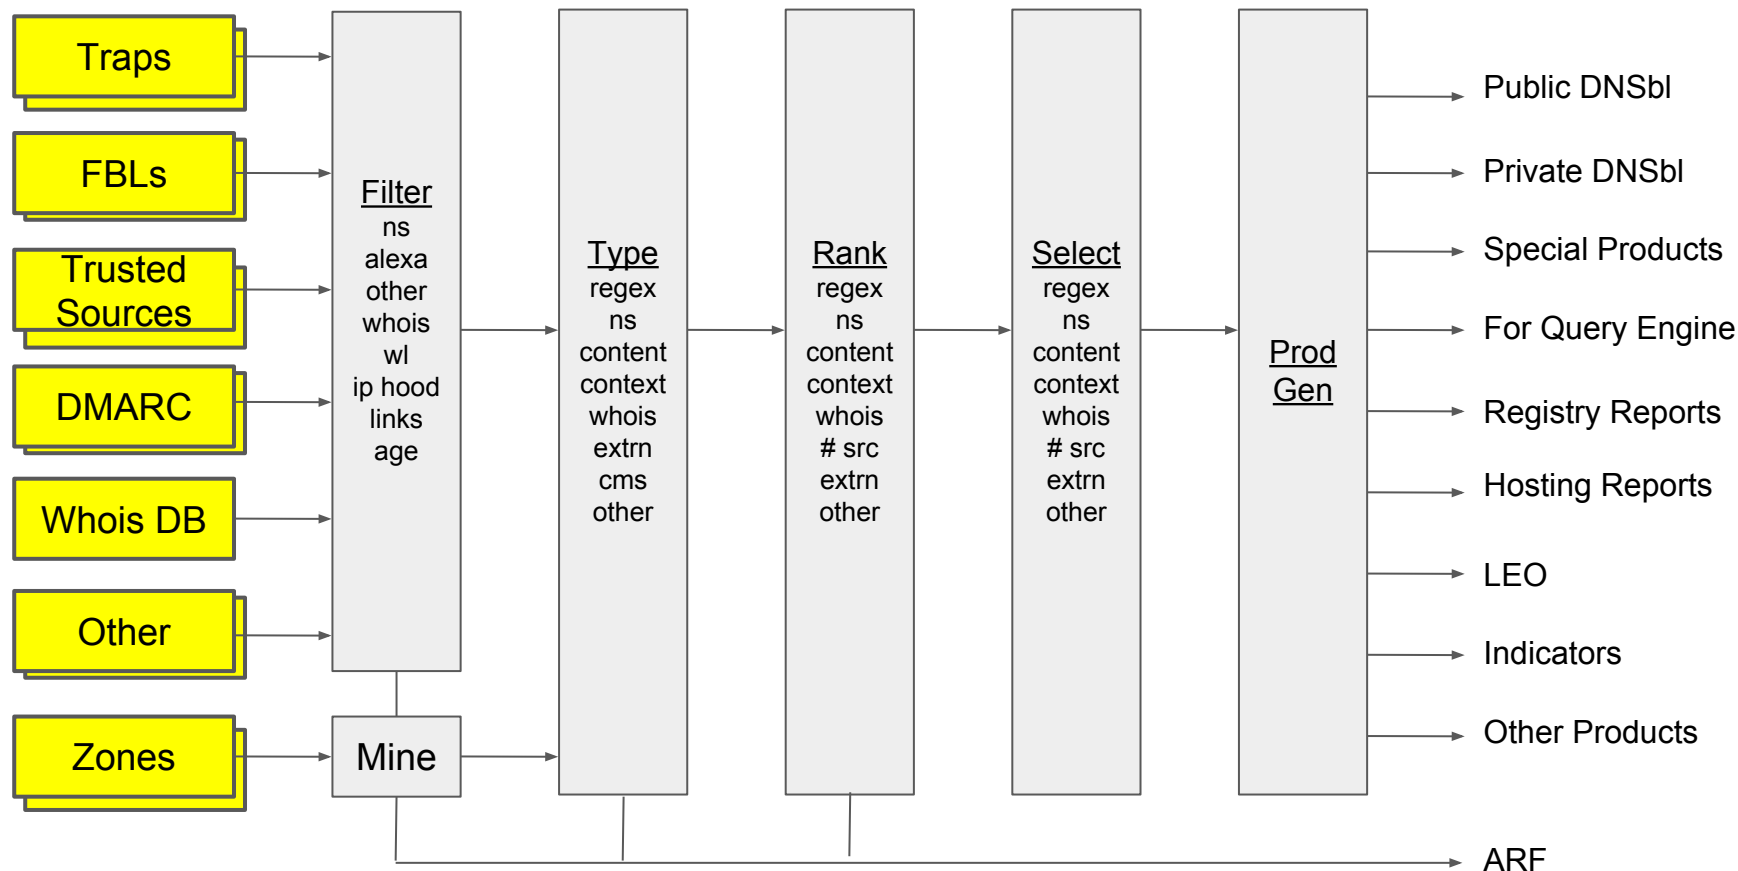 Traps
FBLs
Trusted
Sources
DMARC
Whois DB
Other
Zones
Filter
ns
alexa
other
whois
wl
ip hood
links
age
Mine
Type
regex
ns
content
context
whois
extrn
cms
other
Rank
regex
ns
content
context
whois
# src
extrn
other
Select
regex
ns
content
context
whois
# src
extrn
other
Prod
Gen
Public DNSbl
Private DNSbl
Special Products
For Query Engine
Registry Reports
Hosting Reports
LEO
Indicators
Other Products
ARF